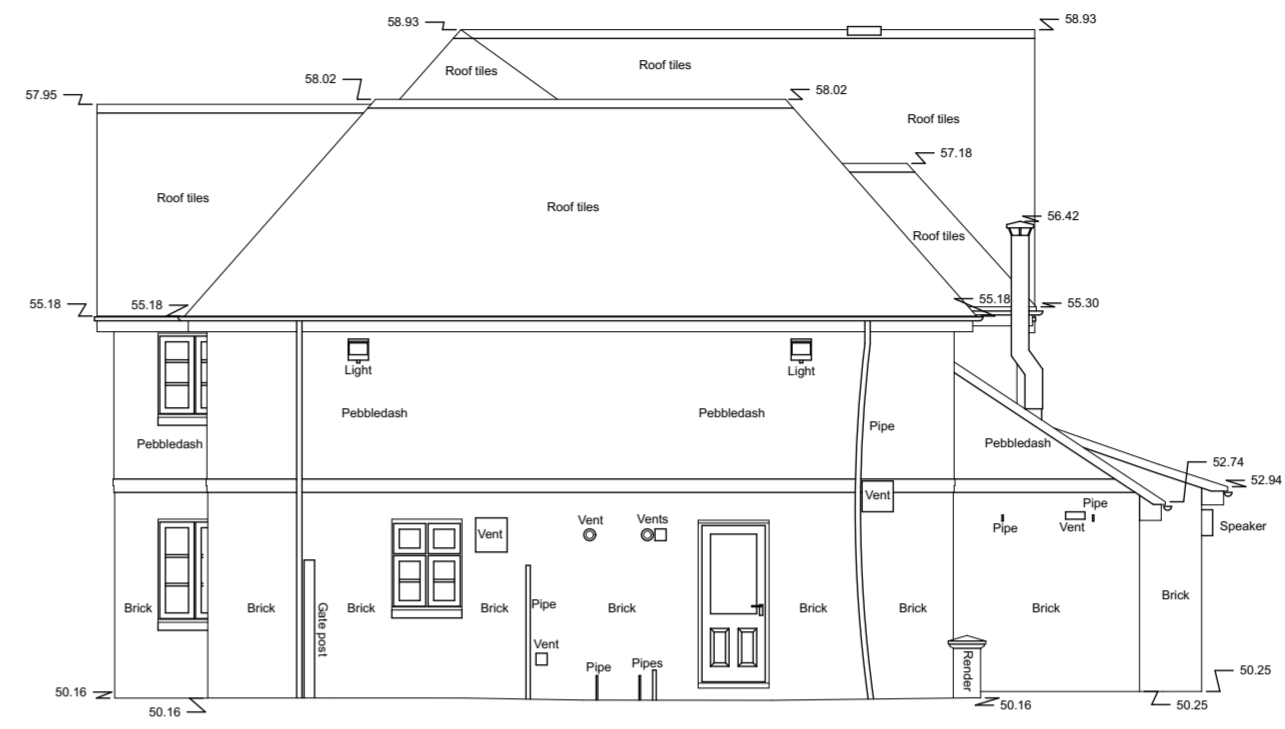 58.93
58.93
Roof tiles
Roof tiles
58.02
58.02
57.95
Roof tiles
57.18
Roof tiles
Roof tiles
56.42
Roof tiles
55.18
55.18
55.18
55.30
Light
Light
Pebbledash
Pebbledash
Pipe
Pebbledash
Pebbledash
52.74
52.94
Vent
Pipe
Vent
Vents
Vent
Pipe
Vent
Speaker
Brick
Brick
Gate post
Brick
Brick
Pipe
Brick
Brick
Brick
Brick
Brick
Vent
Pipe
Pipes
Render
50.16
50.16
50.16
50.25
50.25